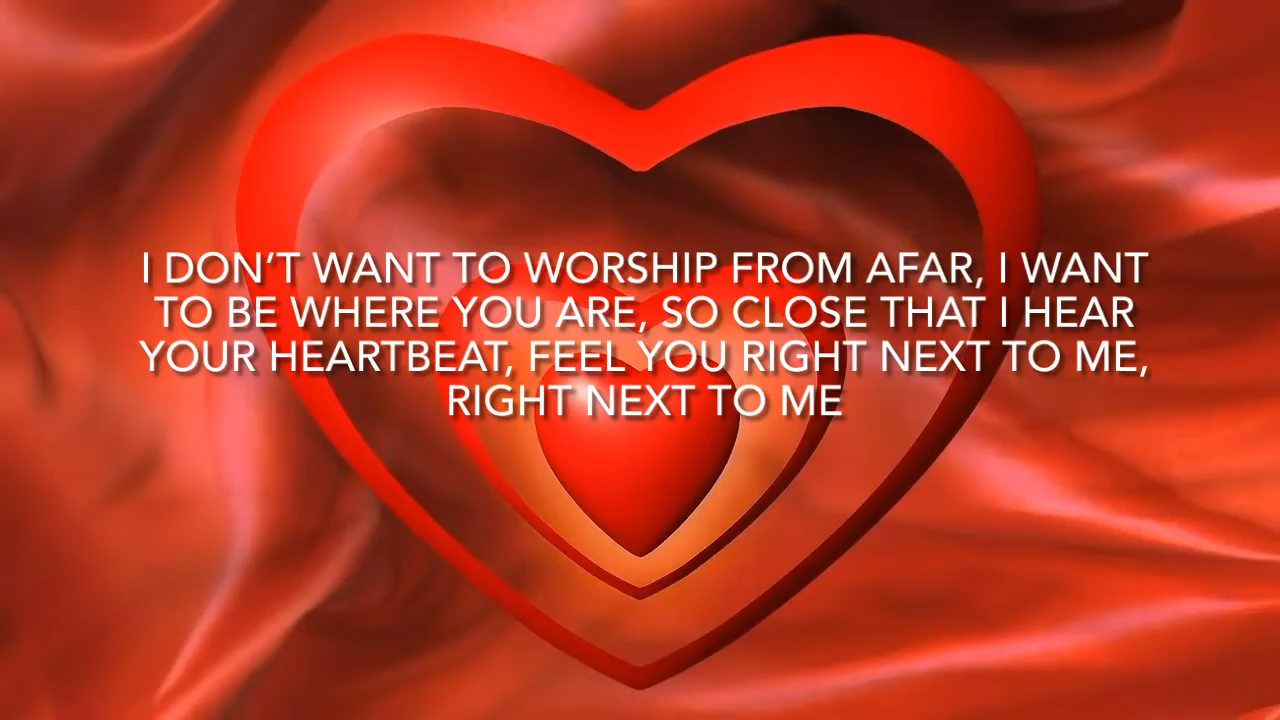 I DON’T WANT TO WORSHIP FROM AFAR, I WANT
TO BE WHERE YOU ARE, SO CLOSE THAT I HEAR
YOUR HEARTBEAT, FEEL YOU RIGHT NEXT TO ME,
RIGHT NEXT TO ME